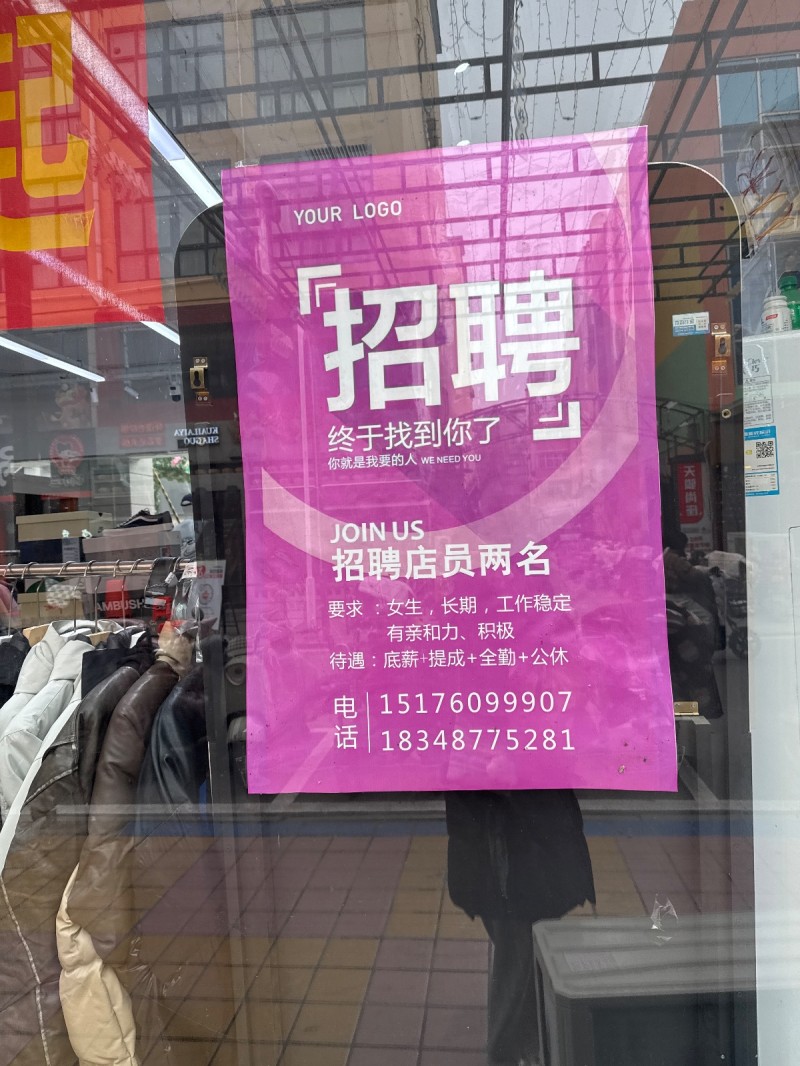 YOUR LOGO
招聘
终于找到你了
你就是我要的人 WE NEED YOU
JOIN US
招聘店员两名
要求：女生，长期，工作稳定
有亲和力、积极
待遇：底薪+提成+全勤+公休
电话
15176099907
18348775281
KUAILAIYA
SHAGUO
AMBUSH